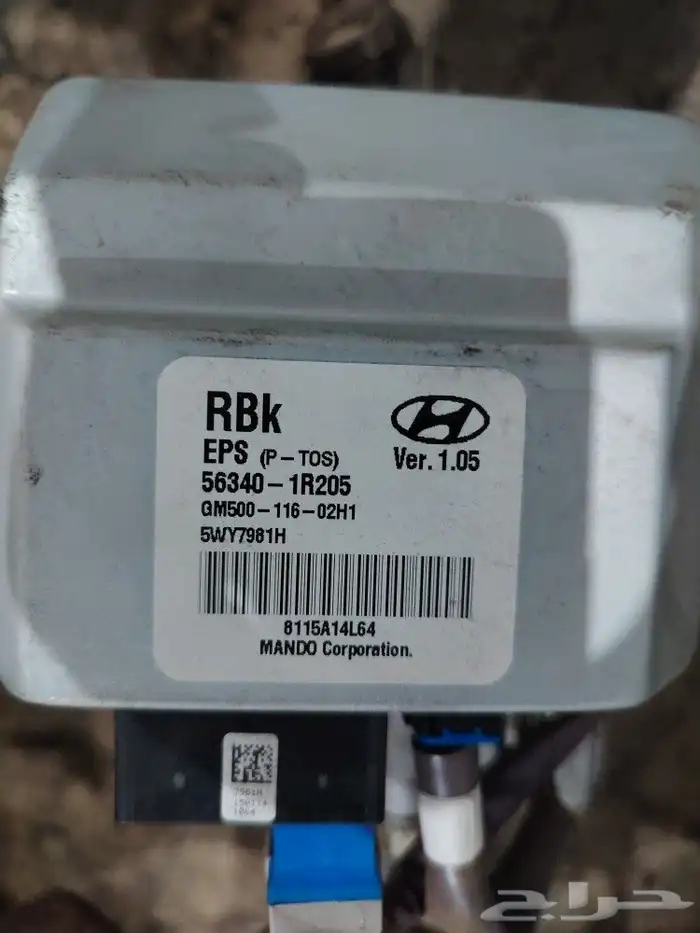 RBk
EPS (P-TOS)
Ver. 1.05
56340-1R205
GM500-116-02H1
5WY7981H
8115A14L64
MANDO Corporation.
حراج